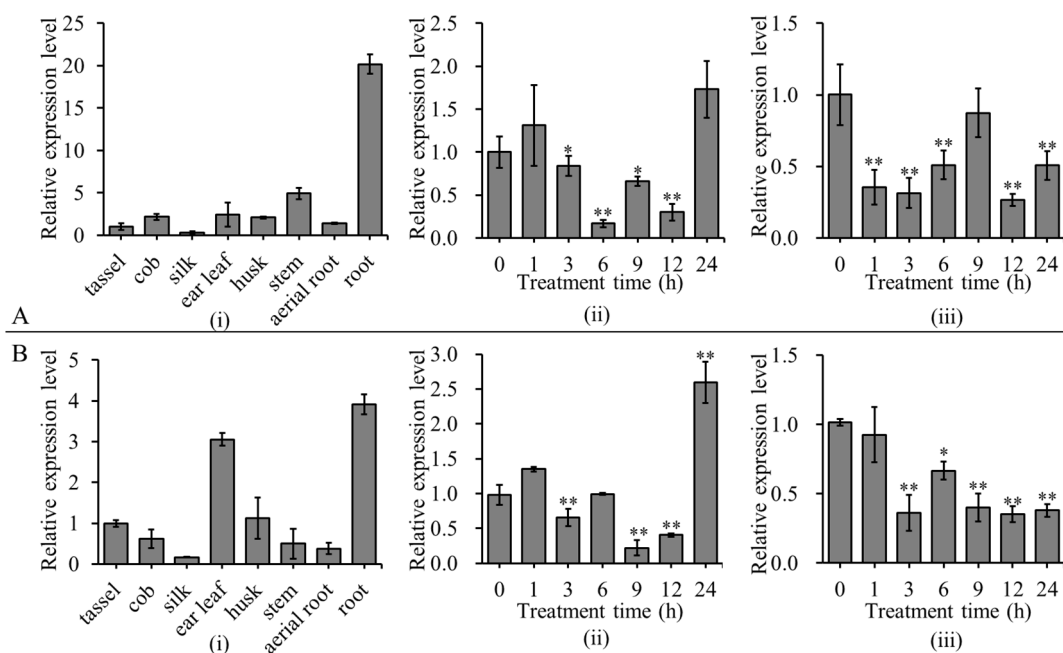 Relative expression level
25
20
15
10
5
0
tassel
cob
silk
ear leaf
husk
stem
aerial root
root
(i)
Relative expression level
2.5
2.0
1.5
1.0
0.5
0.0
*
**
*
**
0 1 3 6 9 12 24
Treatment time (h)
(ii)
Relative expression level
1.5
1.0
0.5
0.0
**
**
**
**
**
0 1 3 6 9 12 24
Treatment time (h)
(iii)
A
B
Relative expression level
5
4
3
2
1
0
tassel
cob
silk
ear leaf
husk
stem
aerial root
root
(i)
Relative expression level
3.0
2.5
1.5
1.0
0.5
0.0
**
**
**
**
0 1 3 6 9 12 24
Treatment time (h)
(ii)
Relative expression level
1.5
1.0
0.5
0.0
**
*
**
**
**
0 1 3 6 9 12 24
Treatment time (h)
(iii)